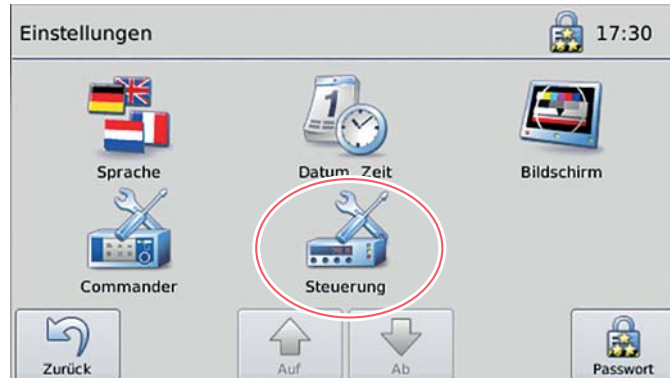 Einstellungen 17:30
Sprache Datum, Zeit Bildschirm
Commander Steuerung
Zurück Auf Ab Passwort